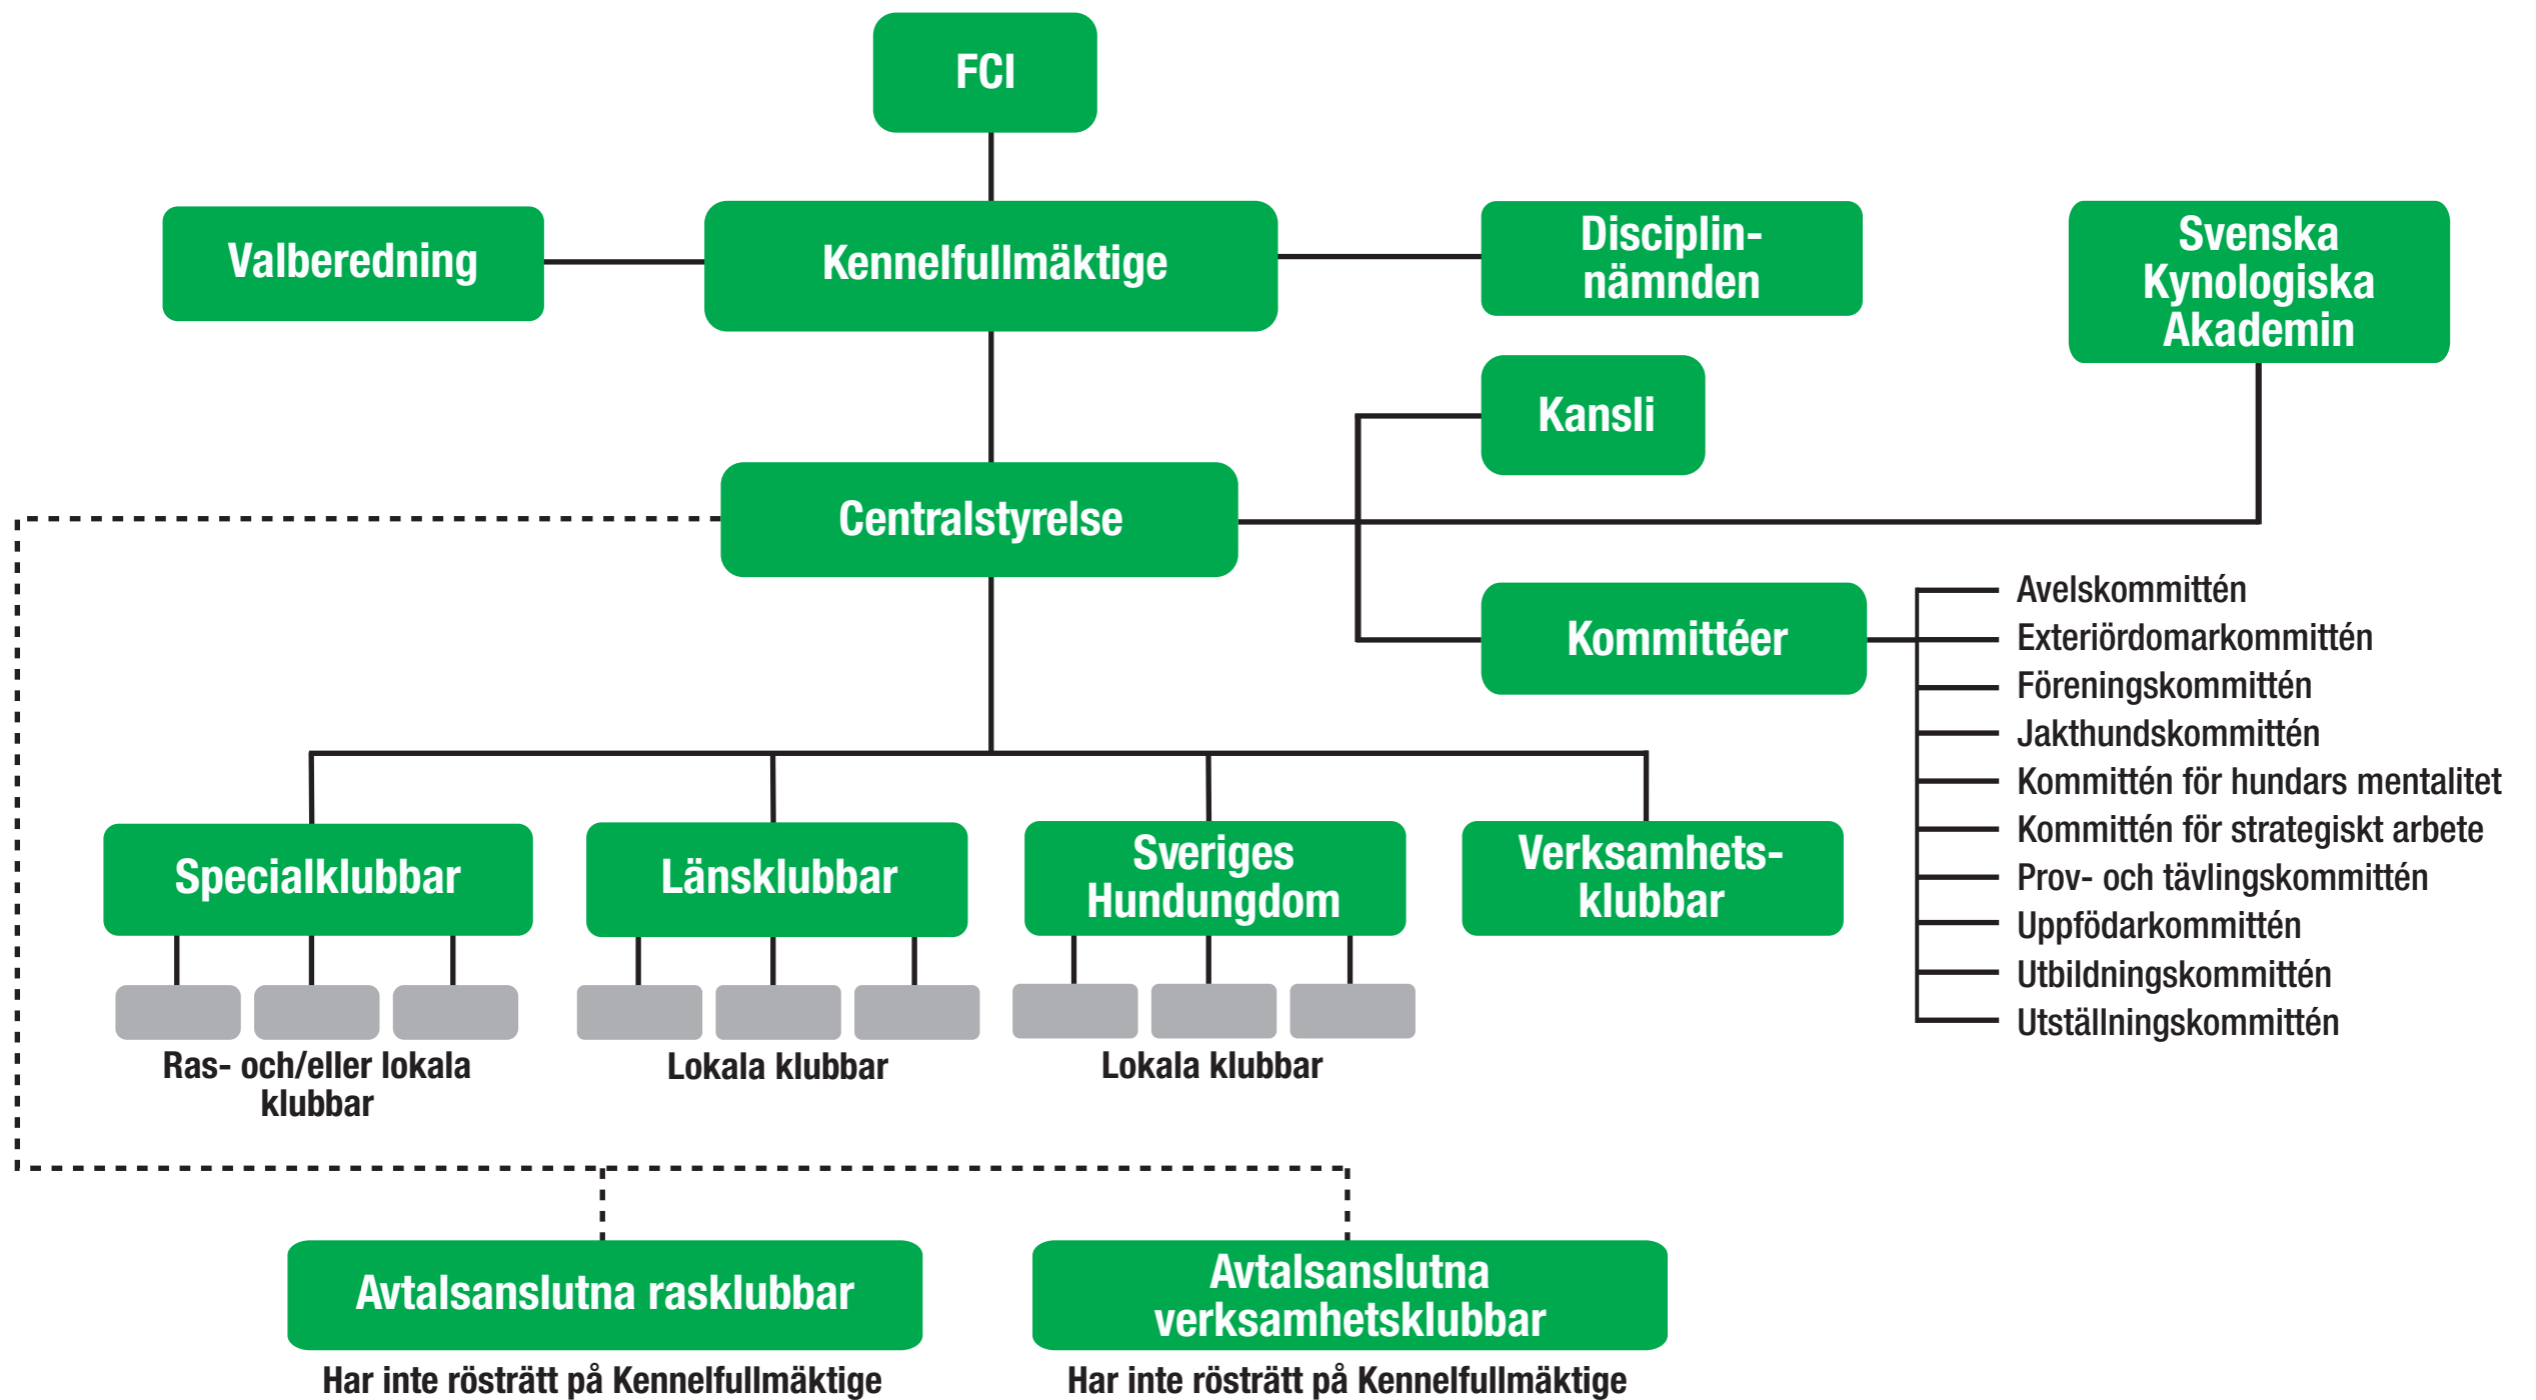 FCI
Valberedning
Kennelfullmäktige
Disciplin-
nämnden
Svenska
Kynologiska
Akademin
Kansli
Centralstyrelse
Kommittéer
Avelskommittén
Exteriördomarkommittén
Föreningskommittén
Jakthundskommittén
Kommittén för hundars mentalitet
Kommittén för strategiskt arbete
Prov- och tävlingskommittén
Uppfödarkommittén
Utbildningskommittén
Utställningskommittén
Specialklubbar
Länsklubbar
Sveriges
Hundungdom
Verksamhets-
klubbar
Ras- och/eller lokala
klubbar
Lokala klubbar
Lokala klubbar
Avtalsanslutna rasklubbar
Har inte rösträtt på Kennelfullmäktige
Avtalsanslutna
verksamhetsklubbar
Har inte rösträtt på Kennelfullmäktige